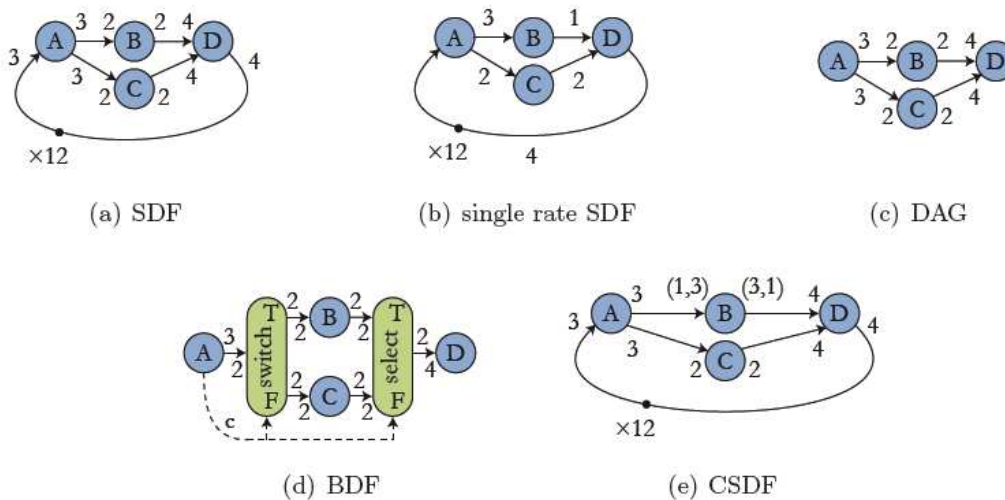 3 A 3 2 B 2 4 D 4
3 2 C 2 4
×12
(a) SDF
A 3 B 1 D
2 C 2
×12 4
(b) single rate SDF
A 3 2 B 2 4 D
3 2 C 2 4
(c) DAG
A 3 2 switch T F
2 2 B 2 2
2 2 C 2 2
select T F 2 4 D
c
(d) BDF
3 A 3 (1,3) B (3,1) 4 D 4
3 2 C 2 4
×12
(e) CSDF